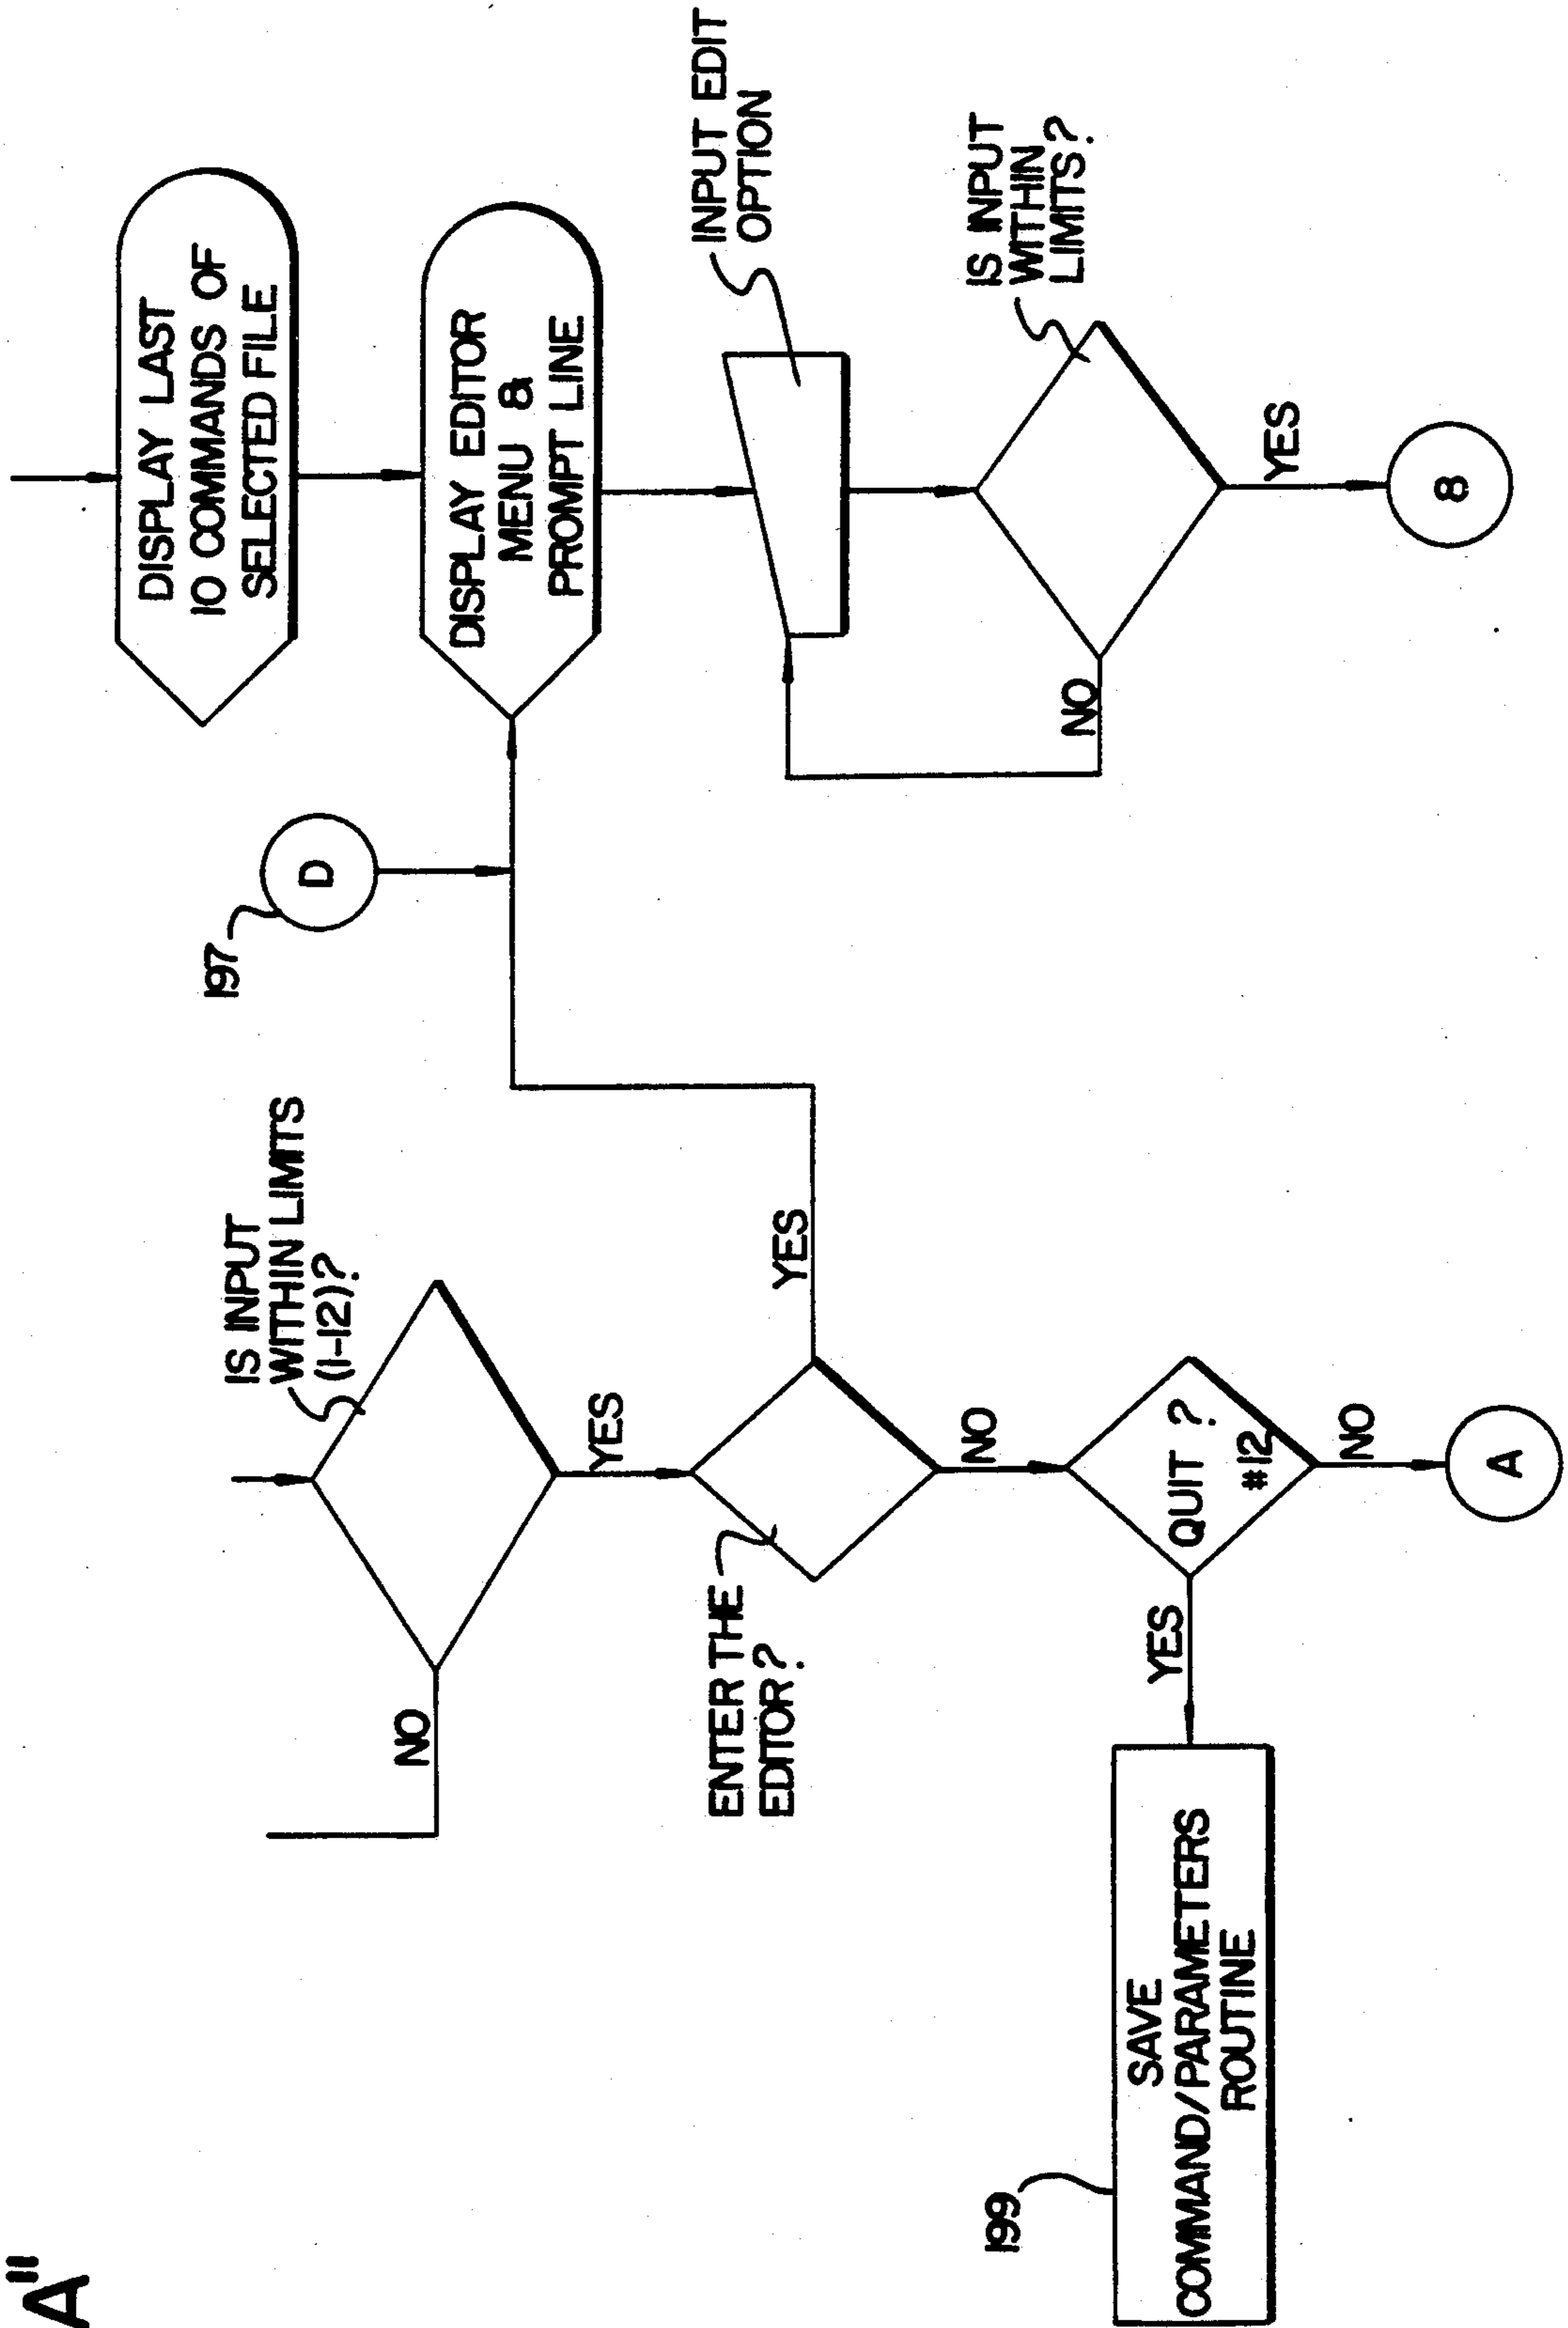 A"
IS INPUT
WITHIN LIMITS
(1-12)?
NO
YES
ENTER THE
EDITOR?
YES
NO
QUIT ?
#12
YES
NO
A
199
SAVE
COMMAND/PARAMETERS
ROUTINE
197
D
DISPLAY LAST
10 COMMANDS OF
SELECTED FILE
DISPLAY EDITOR
MENU &
PROMPT LINE
INPUT EDIT
OPTION
IS INPUT
WITHIN
LIMITS?
NO
YES
8